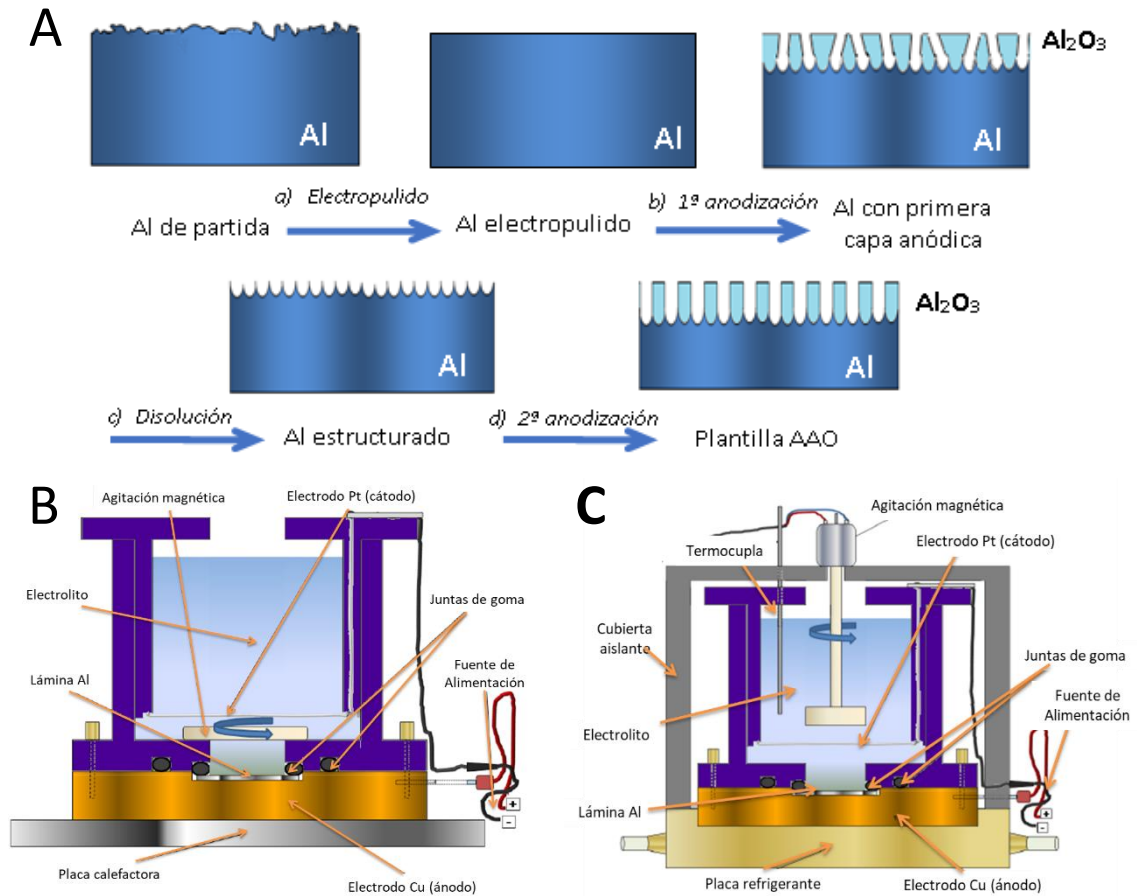 A
Al
Al
Al₂O₃
Al
a) Electropulido
b) 1ª anodización
Al de partida
Al electropulido
Al con primera
capa anódica
Al
Al₂O₃
Al
c) Disolución
d) 2ª anodización
Al estructurado
Plantilla AAO
B
Agitación magnética
Electrodo Pt (cátodo)
Electrolito
Juntas de goma
Lámina Al
Fuente de
Alimentación
+
−
Placa calefactora
Electrodo Cu (ánodo)
C
Agitación magnética
Termocupla
Electrodo Pt (cátodo)
Cubierta
aislante
Juntas de goma
Fuente de
Alimentación
Electrolito
Lámina Al
+
−
Placa refrigerante
Electrodo Cu (ánodo)